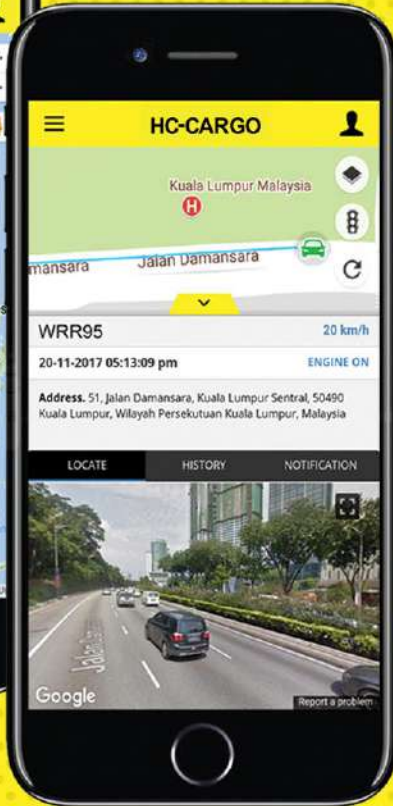 HC-CARGO
Kuala Lumpur Malaysia
H
mansara
Jalan Damansara
WRR95
20 km/h
20-11-2017 05:13:09 pm
ENGINE ON
Address. 51, Jalan Damansara, Kuala Lumpur Sentral, 50490
Kuala Lumpur, Wilayah Persekutuan Kuala Lumpur, Malaysia
LOCATE
HISTORY
NOTIFICATION
Google
Report a problem